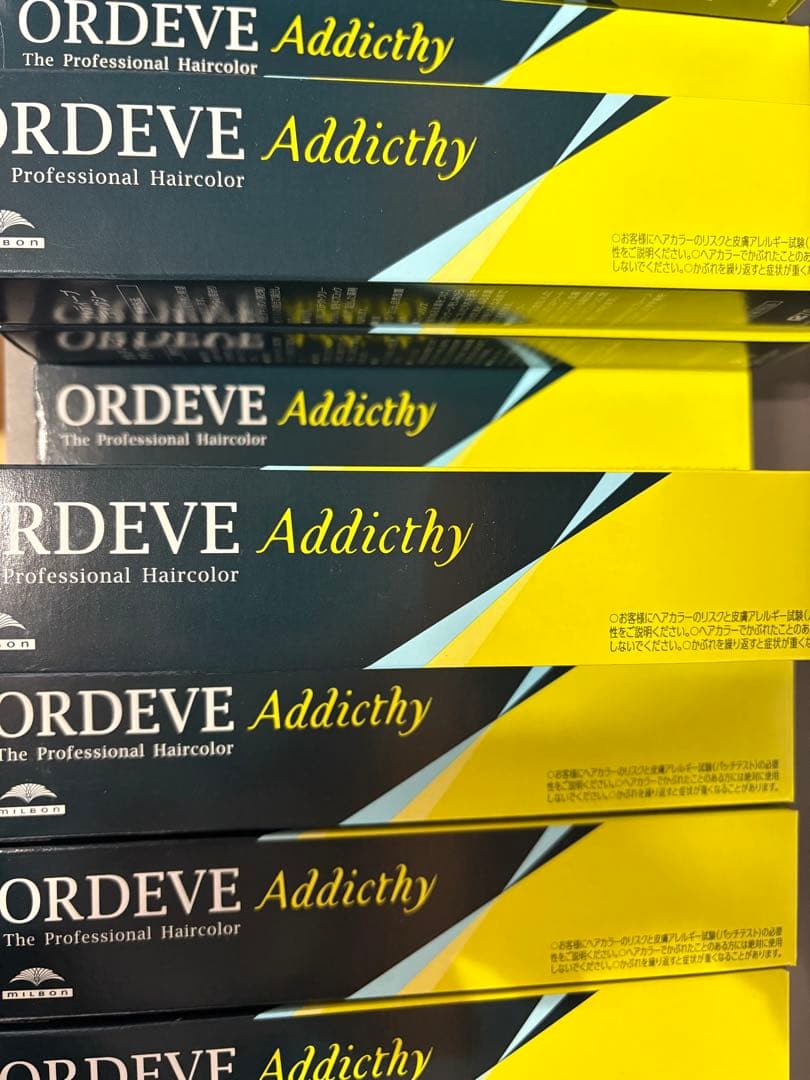 ORDEVE Addicthy
The Professional Haircolor
ORDEVE Addicthy
Professional Haircolor
BON
○お客様にヘアカラーのリスクと皮膚アレルギー試験(
性をご説明ください。○ヘアカラーでかぶれたことのあ
しないでください。○かぶれを繰り返すと症状が重く
ORDEVE Addicthy
The Professional Haircolor
RDEVE Addicthy
Professional Haircolor
BON
○お客様にヘアカラーのリスクと皮膚アレルギー試験(
性をご説明ください。○ヘアカラーでかぶれたことのあ
しないでください。○かぶれを繰り返すと症状が重く
ORDEVE Addicthy
The Professional Haircolor
MILBON
○お客様にヘアカラーのリスクと皮膚アレルギー試験(パッチテスト)の必要
性をご説明ください。○ヘアカラーでかぶれたことのある方には絶対に使用
しないでください。○かぶれを繰り返すと症状が重くなることがあります。
ORDEVE Addicthy
The Professional Haircolor
MILBON
○お客様にヘアカラーのリスクと皮膚アレルギー試験(パッチテスト)の必要
性をご説明ください。○ヘアカラーでかぶれたことのある方には絶対に使用
しないでください。○かぶれを繰り返すと症状が重くなることがあります。
ORDEVE Addicthy